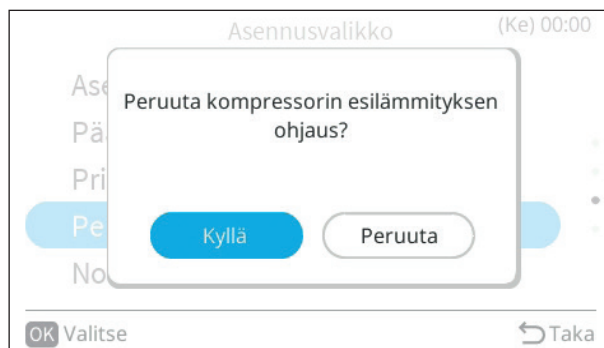 Asennusvalikko (Ke) 00:00
Peruuta kompressorin esilämmityksen
ohjaus?
Kyllä Peruuta
OK Valitse Taka